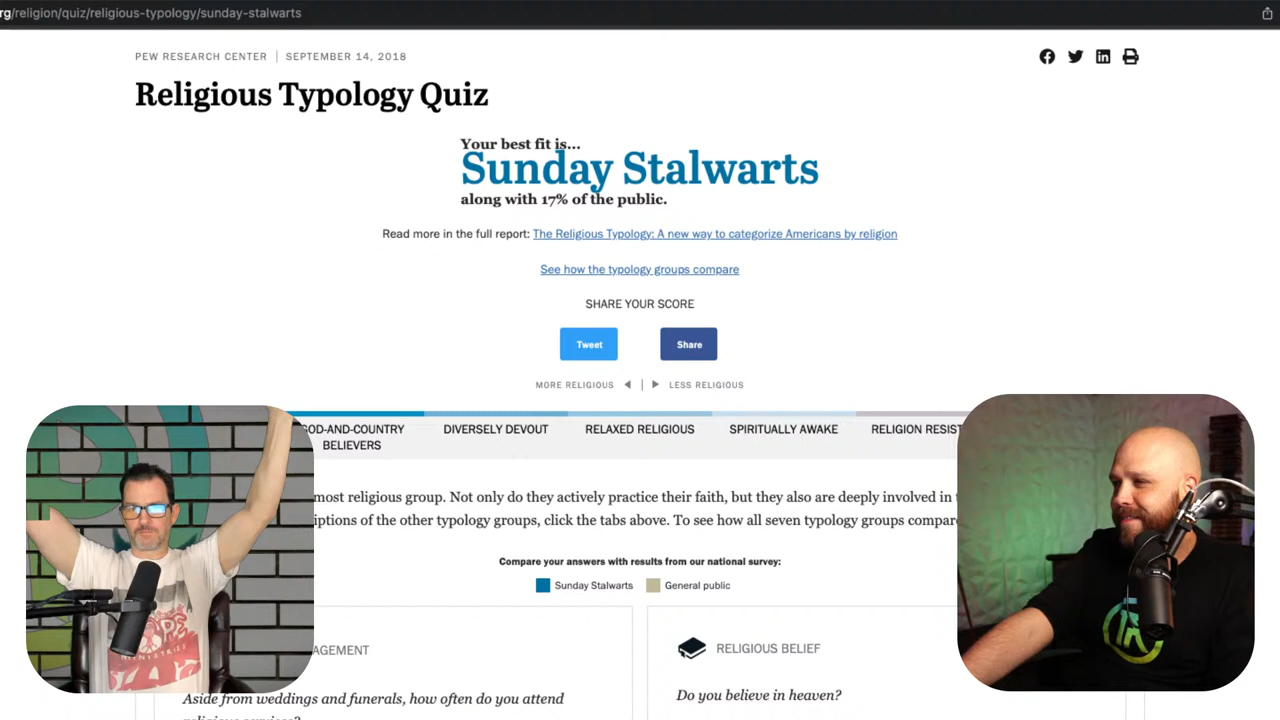 rg/religion/quiz/religious-typology/sunday-stalwarts
PEW RESEARCH CENTER | SEPTEMBER 14, 2018
Religious Typology Quiz
Your best fit is...
Sunday Stalwarts
along with 17% of the public.
Read more in the full report: The Religious Typology: A new way to categorize Americans by religion
See how the typology groups compare
SHARE YOUR SCORE
Tweet Share
MORE RELIGIOUS | LESS RELIGIOUS
OD-AND-COUNTRY BELIEVERS DIVERSELY DEVOUT RELAXED RELIGIOUS SPIRITUALLY AWAKE RELIGION RESIST
most religious group. Not only do they actively practice their faith, but they also are deeply involved in
iptions of the other typology groups, click the tabs above. To see how all seven typology groups compar
Compare your answers with results from our national survey:
Sunday Stalwarts General public
AGEMENT
Aside from weddings and funerals, how often do you attend
religious services?
RELIGIOUS BELIEF
Do you believe in heaven?
MINISTRIES